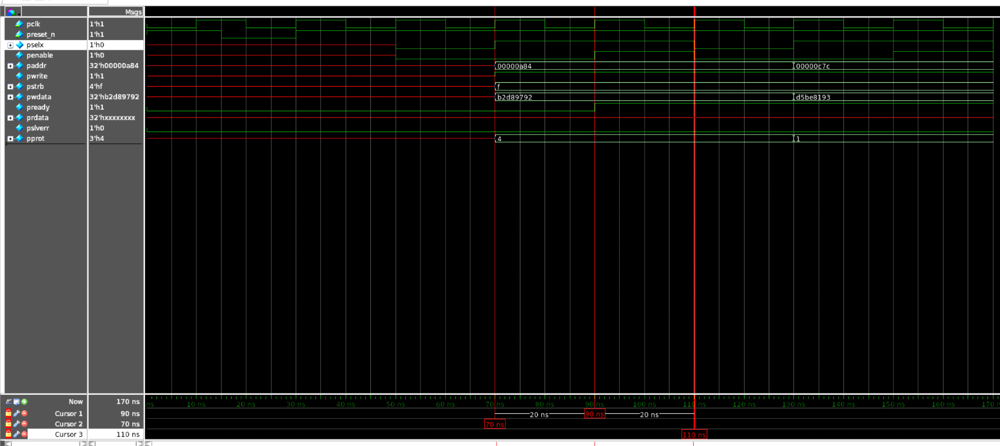 Msgs
pclk 1'h1
preset_n 1'h1
pselx 1'h0
penable 1'h0
paddr 32'h00000a84 00000a84 00000c7c
pwrite 1'h1
pstrb 4'hf f
pwdata 32'hb2d89792 b2d89792 d5be8193
pready 1'h1
prdata 32'hxxxxxxxx
pslverr 1'h0
pprot 3'h4 4 1
Now 170 ns ns 10 ns 20 ns 30 ns 40 ns 50 ns 60 ns 70 ns 80 ns 90 ns 100 ns 110 ns 120 ns 130 ns 140 ns 150 ns 160 ns 170 n
Cursor 1 90 ns 20 ns 90 ns 20 ns
Cursor 2 70 ns 70 ns
Cursor 3 110 ns 110 ns